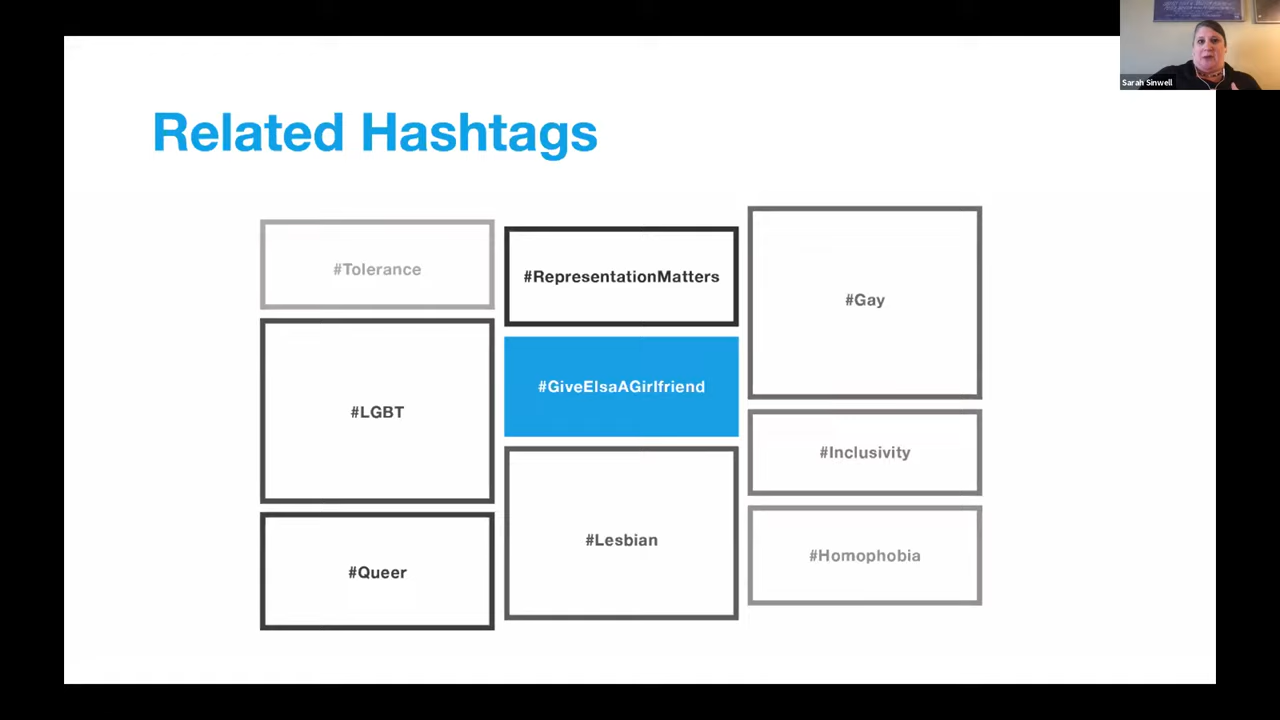 Related Hashtags
#Tolerance
#LGBT
#Queer
#RepresentationMatters
#GiveElsaAGirlfriend
#Lesbian
#Gay
#Inclusivity
#Homophobia
Sarah Sinwell